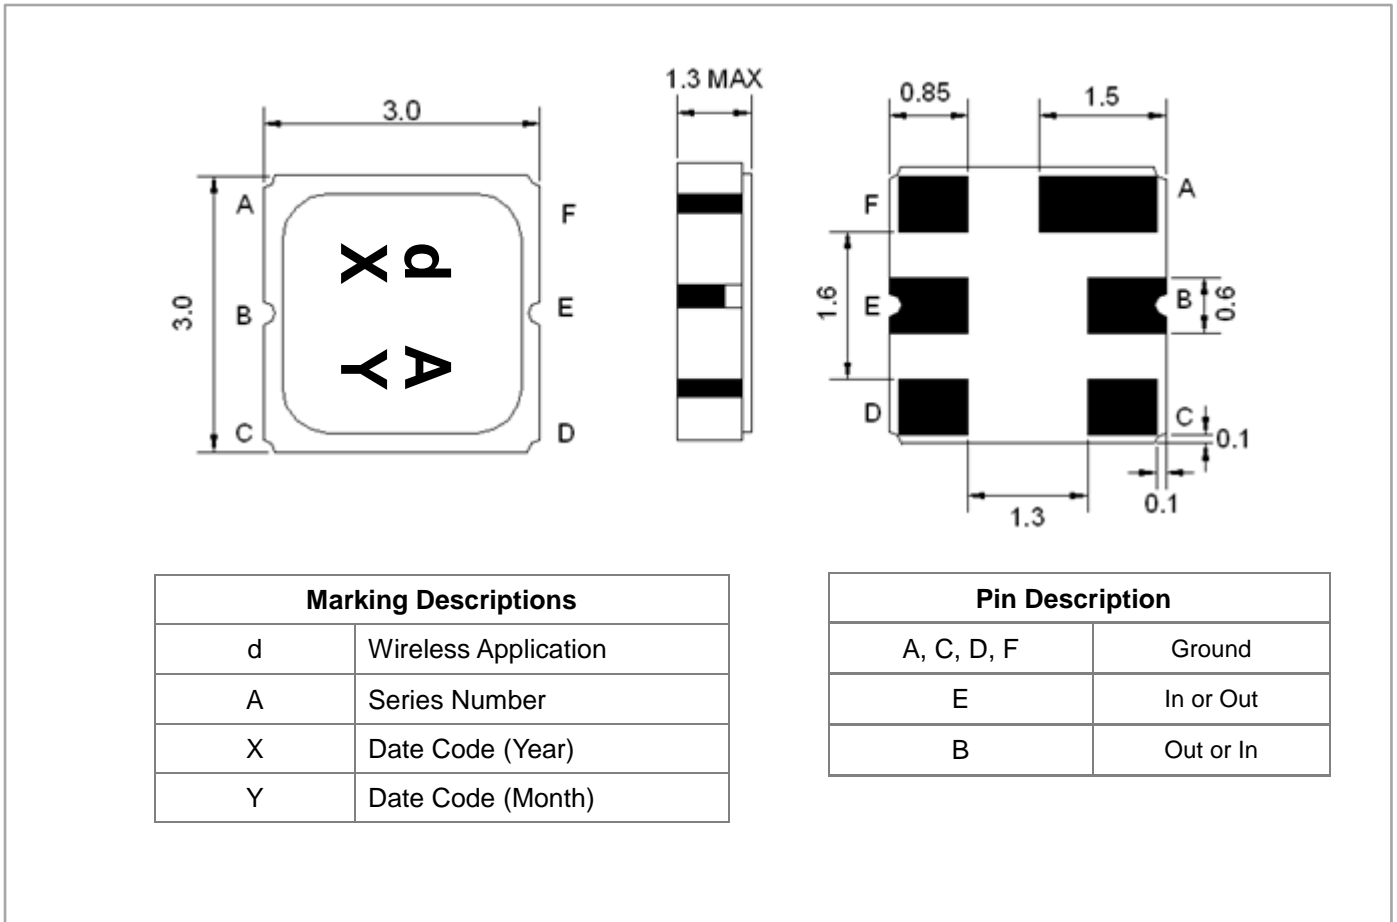 1.3 MAX
3.0
0.85
1.5
A
F
F
A
d
X
3.0
B
E
1.6
E
B
0.6
A
Y
C
D
D
C
0.1
0.1
1.3
Marking Descriptions
d Wireless Application
A Series Number
X Date Code (Year)
Y Date Code (Month)
Pin Description
A, C, D, F Ground
E In or Out
B Out or In